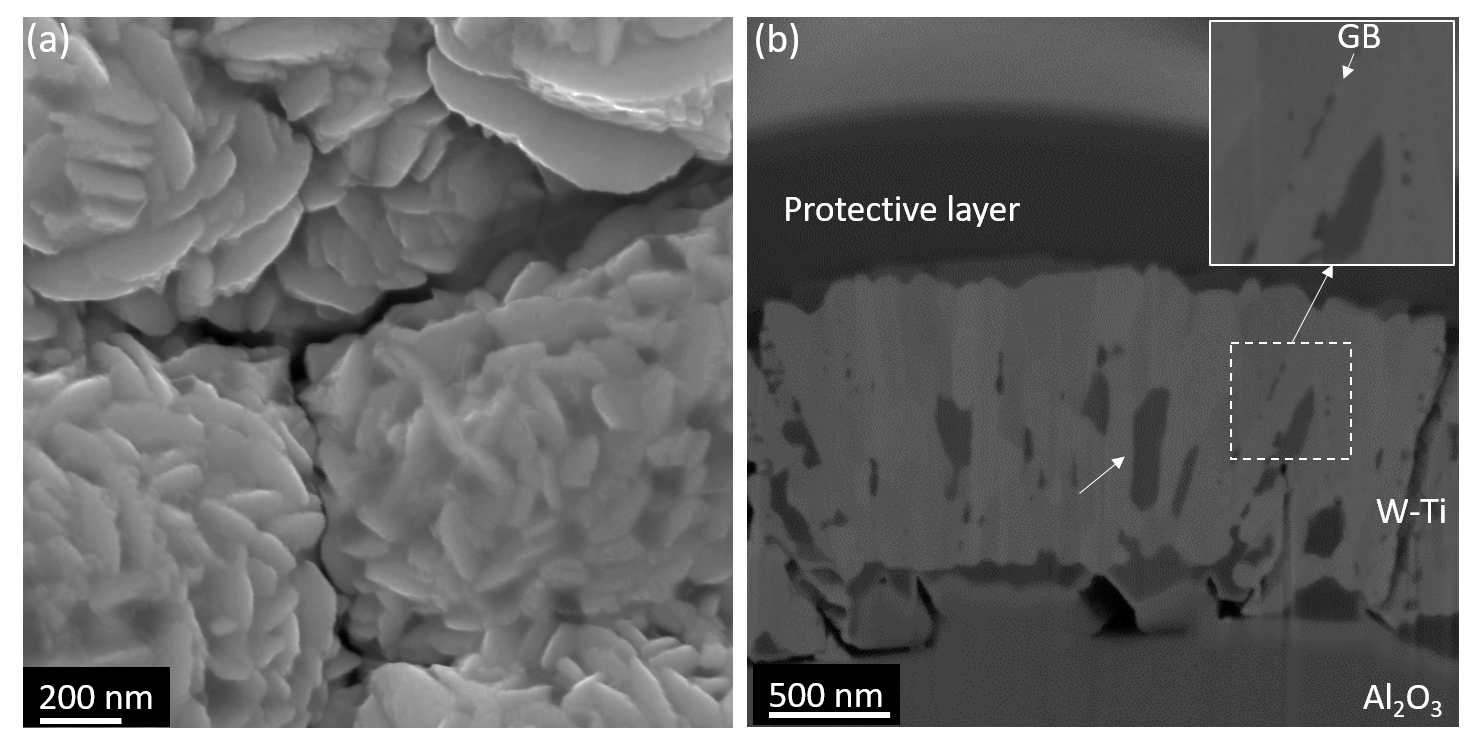 (a)
200 nm
(b)
GB
Protective layer
W-Ti
500 nm
Al₂O₃